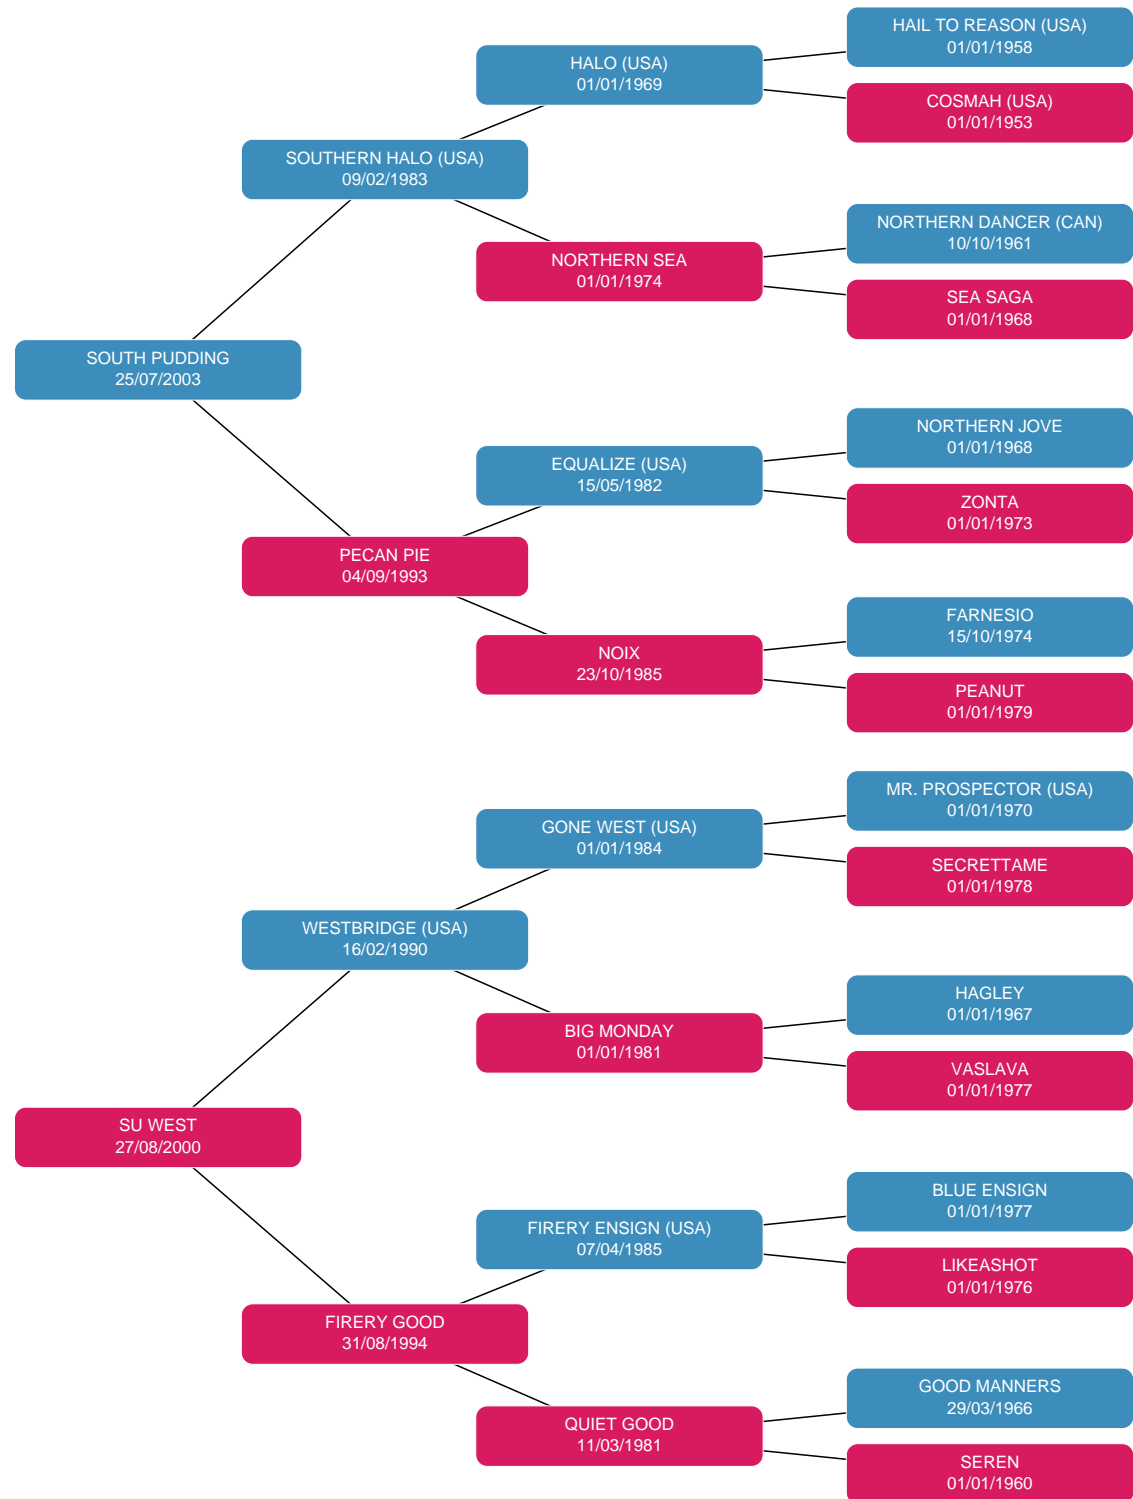 HAIL TO REASON (USA)
01/01/1958
HALO (USA)
01/01/1969
COSMAH (USA)
01/01/1953
SOUTHERN HALO (USA)
09/02/1983
NORTHERN DANCER (CAN)
10/10/1961
NORTHERN SEA
01/01/1974
SEA SAGA
01/01/1968
SOUTH PUDDING
25/07/2003
NORTHERN JOVE
01/01/1968
EQUALIZE (USA)
15/05/1982
ZONTA
01/01/1973
PECAN PIE
04/09/1993
FARNESIO
15/10/1974
NOIX
23/10/1985
PEANUT
01/01/1979
MR. PROSPECTOR (USA)
01/01/1970
GONE WEST (USA)
01/01/1984
SECRETTAME
01/01/1978
WESTBRIDGE (USA)
16/02/1990
HAGLEY
01/01/1967
BIG MONDAY
01/01/1981
VASLAVA
01/01/1977
SU WEST
27/08/2000
BLUE ENSIGN
01/01/1977
FIRERY ENSIGN (USA)
07/04/1985
LIKEASHOT
01/01/1976
FIRERY GOOD
31/08/1994
GOOD MANNERS
29/03/1966
QUIET GOOD
11/03/1981
SEREN
01/01/1960